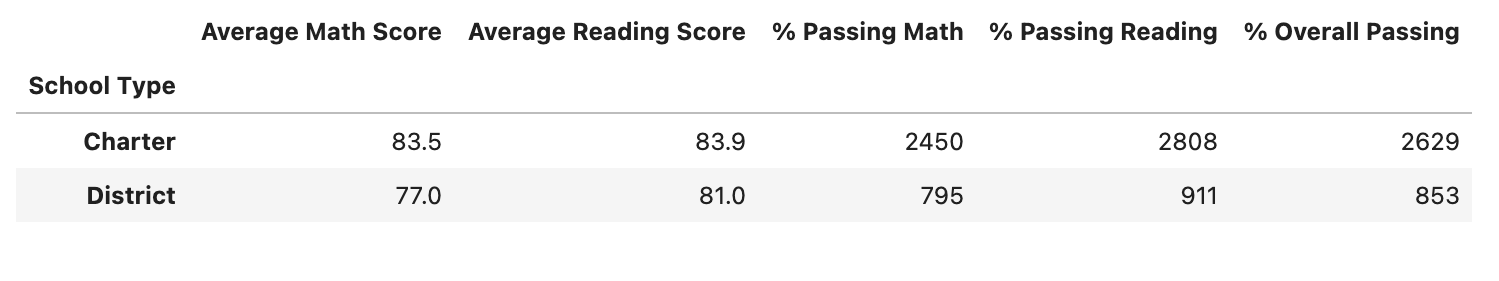 Average Math Score Average Reading Score % Passing Math % Passing Reading % Overall Passing
School Type
Charter 83.5 83.9 2450 2808 2629
District 77.0 81.0 795 911 853